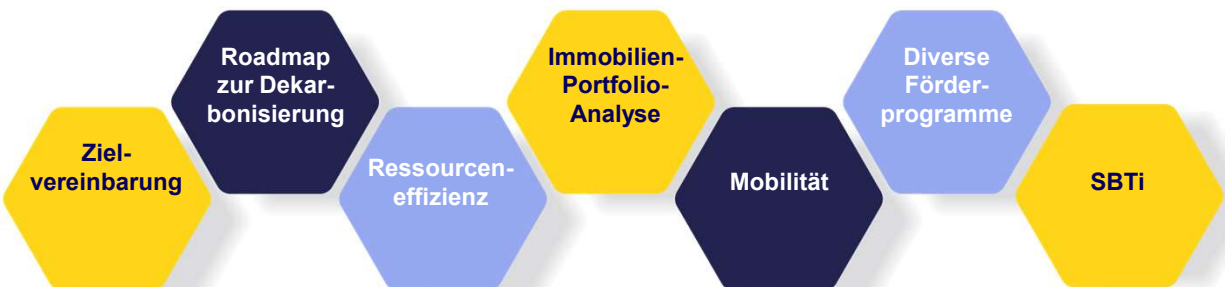 Ziel-
vereinbarung
Roadmap
zur Dekar-
bonisierung
Ressourcen-
effizienz
Immobilien-
Portfolio-
Analyse
Mobilität
Diverse
Förder-
programme
SBTi